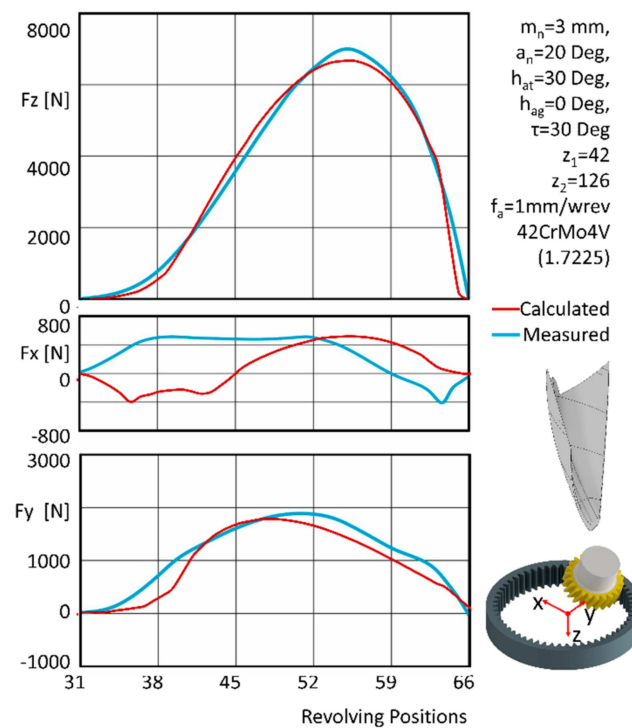 8000
Fz [N]
4000
2000
0
800
Fx [N]
0
-800
3000
Fy [N]
1000
0
-1000
31 38 45 52 59 66
Revolving Positions
mn=3 mm,
an=20 Deg,
hat=30 Deg,
hag=0 Deg,
τ=30 Deg
z1=42
z2=126
fa=1mm/wrev
42CrMo4V
(1.7225)
Calculated
Measured
x y
z